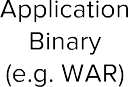 Application
Binary
(e.g. WAR)